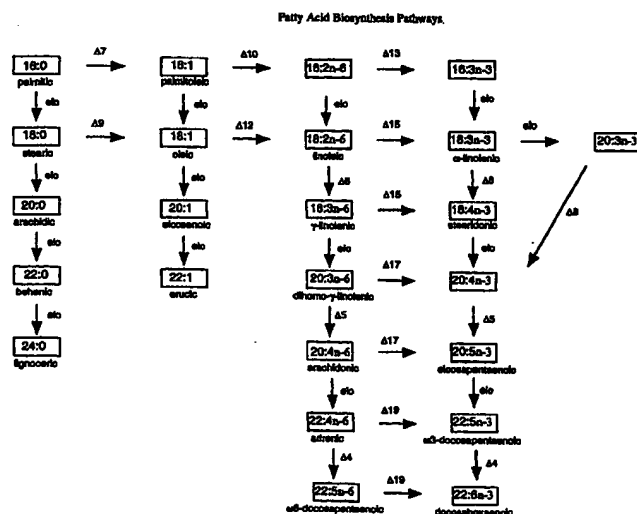 Fatty Acid Biosynthesis Pathways.
16:0 Δ7 16:1 Δ10 16:2n-6 Δ13 16:3n-3
palmitic palmitoleic
elo elo elo elo
18:0 Δ9 18:1 Δ12 18:2n-6 Δ15 18:3n-3 elo 20:3n-3
stearic oleic linoleic α-linolenic
elo elo Δ6 Δ6
20:0 20:1 18:3n-6 Δ15 18:4n-3 Δ8
arachidic eicosenoic γ-linolenic stearidonic
elo elo elo elo
22:0 22:1 20:3n-6 Δ17 20:4n-3
behenic erucic dihomo-γ-linolenic
elo Δ5 Δ5
24:0 20:4n-6 Δ17 20:5n-3
lignoceric arachidonic eicosapentaenoic
elo elo
22:4n-6 Δ19 22:5n-3
adrenic ω3-docosapentaenoic
Δ4 Δ4
22:5n-6 Δ19 22:6n-3
ω6-docosapentaenoic docosahexaenoic